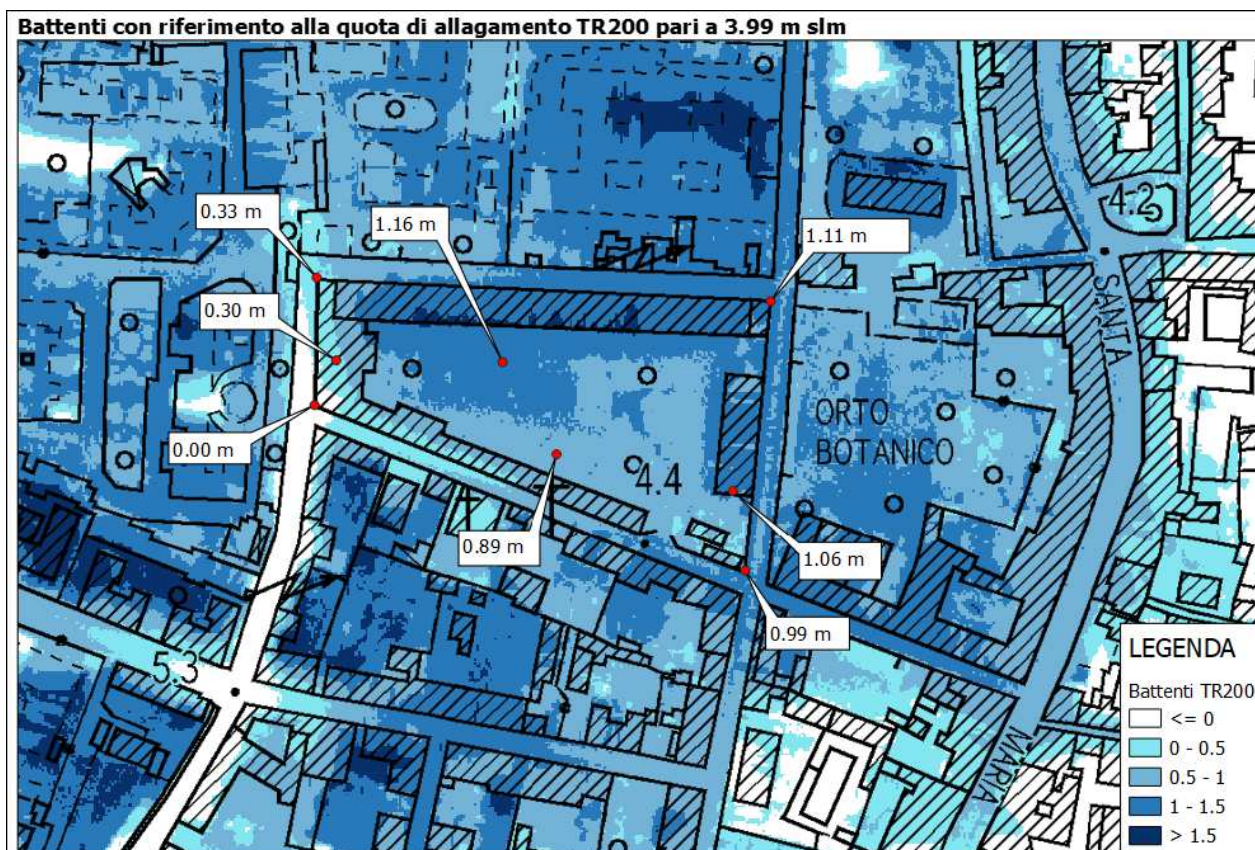 Battenti con riferimento alla quota di allagamento TR200 pari a 3.99 m slm
4.2
0.33 m
1.16 m
1.11 m
SANTA
0.30 m
0.00 m
ORTO
BOTANICO
4.4
0.89 m
1.06 m
0.99 m
5.3
MARIA
LEGENDA
Battenti TR200
<= 0
0 - 0.5
0.5 - 1
1 - 1.5
> 1.5